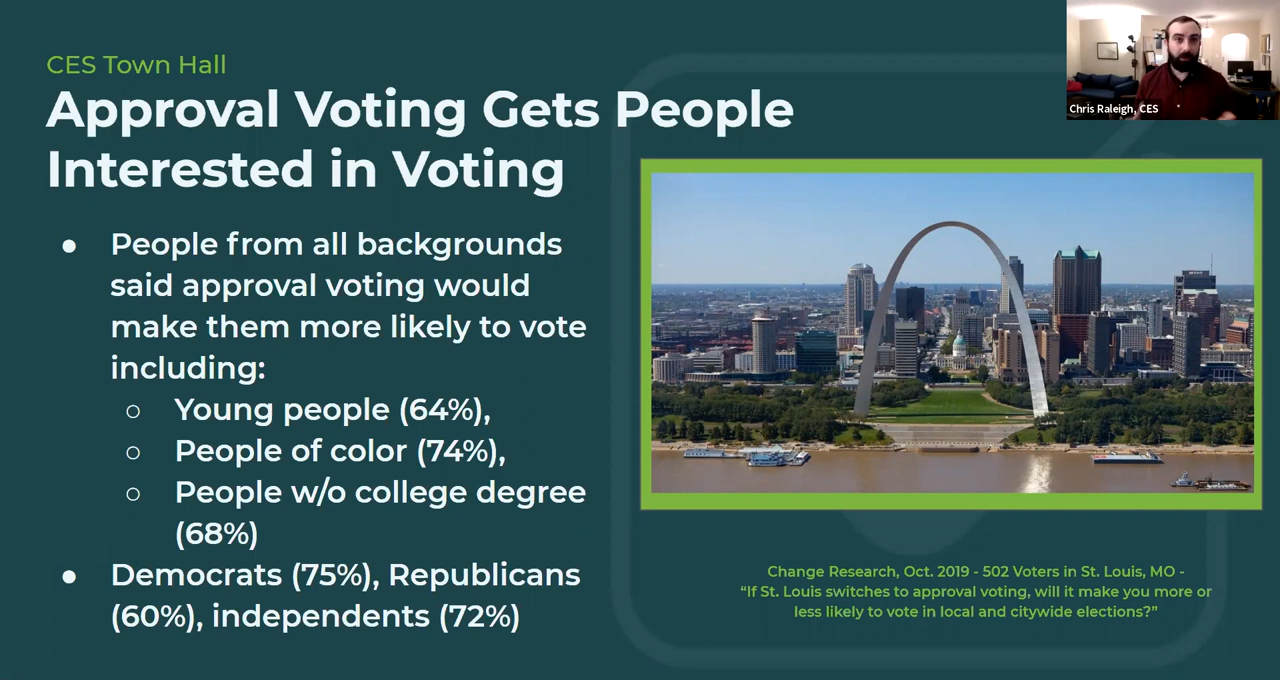 CES Town Hall
Approval Voting Gets People
Interested in Voting
Chris Raleigh, CES
● People from all backgrounds
said approval voting would
make them more likely to vote
including:
○ Young people (64%),
○ People of color (74%),
○ People w/o college degree
(68%)
● Democrats (75%), Republicans
(60%), independents (72%)
Change Research, Oct. 2019 - 502 Voters in St. Louis, MO -
“If St. Louis switches to approval voting, will it make you more or
less likely to vote in local and citywide elections?”